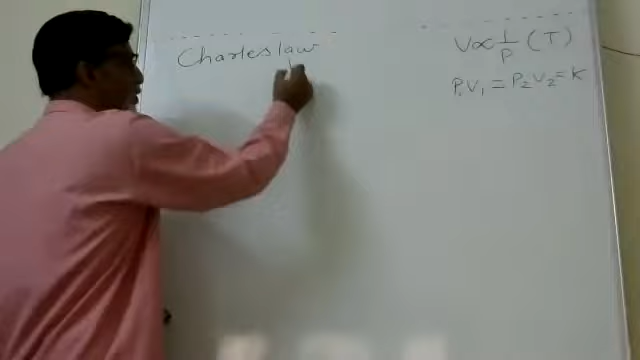 Charles law
V∝1/P (T)
P1V1 = P2V2 = K